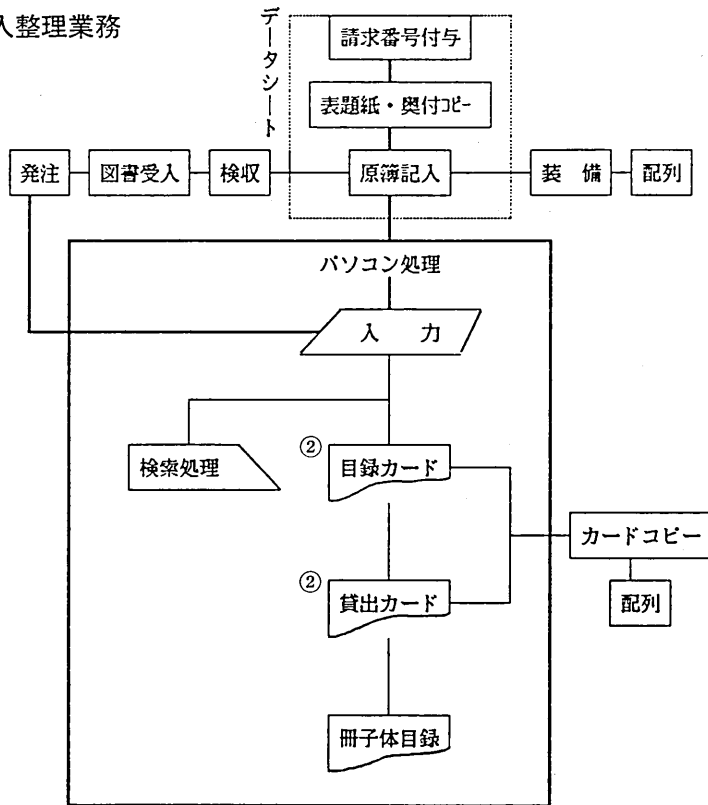 入整理業務
データシート
請求番号付与
表題紙・奥付コピー
発注
図書受入
検収
原簿記入
装 備
配列
パソコン処理
入 力
検索処理
②
目録カード
カードコピー
②
貸出カード
配列
冊子体目録